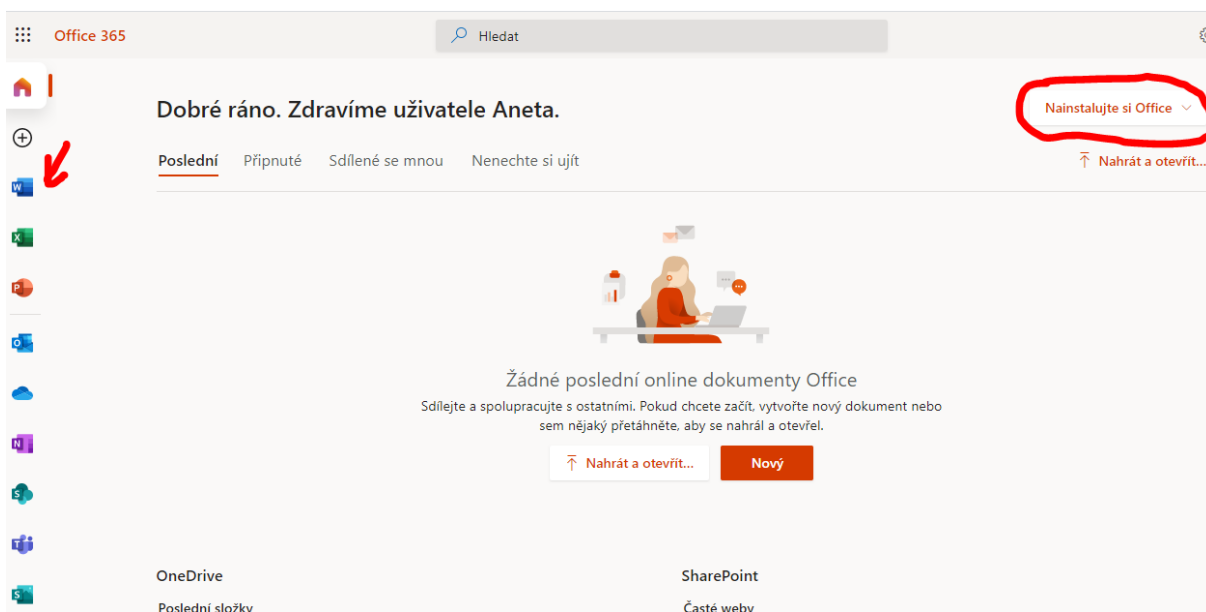 Office 365
Hledat
Dobré ráno. Zdravíme uživatele Aneta.
Nainstalujte si Office
Poslední Připnuté Sdílené se mnou Nenechte si ujít
Nahrát a otevřít...
Žádné poslední online dokumenty Office
Sdílejte a spolupracujte s ostatními. Pokud chcete začít, vytvořte nový dokument nebo
sem nějaký přetáhněte, aby se nahrál a otevřel.
Nahrát a otevřít... Nový
OneDrive SharePoint
Poslední složky Časté weby